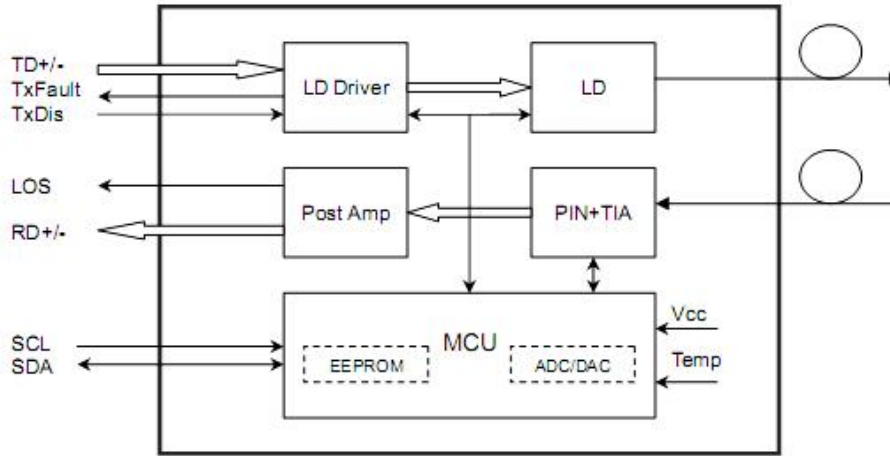 TD+/-
TxFault
TxDis
LD Driver
LD
LOS
RD+/-
Post Amp
PIN+TIA
SCL
SDA
MCU
EEPROM
ADC/DAC
Vcc
Temp